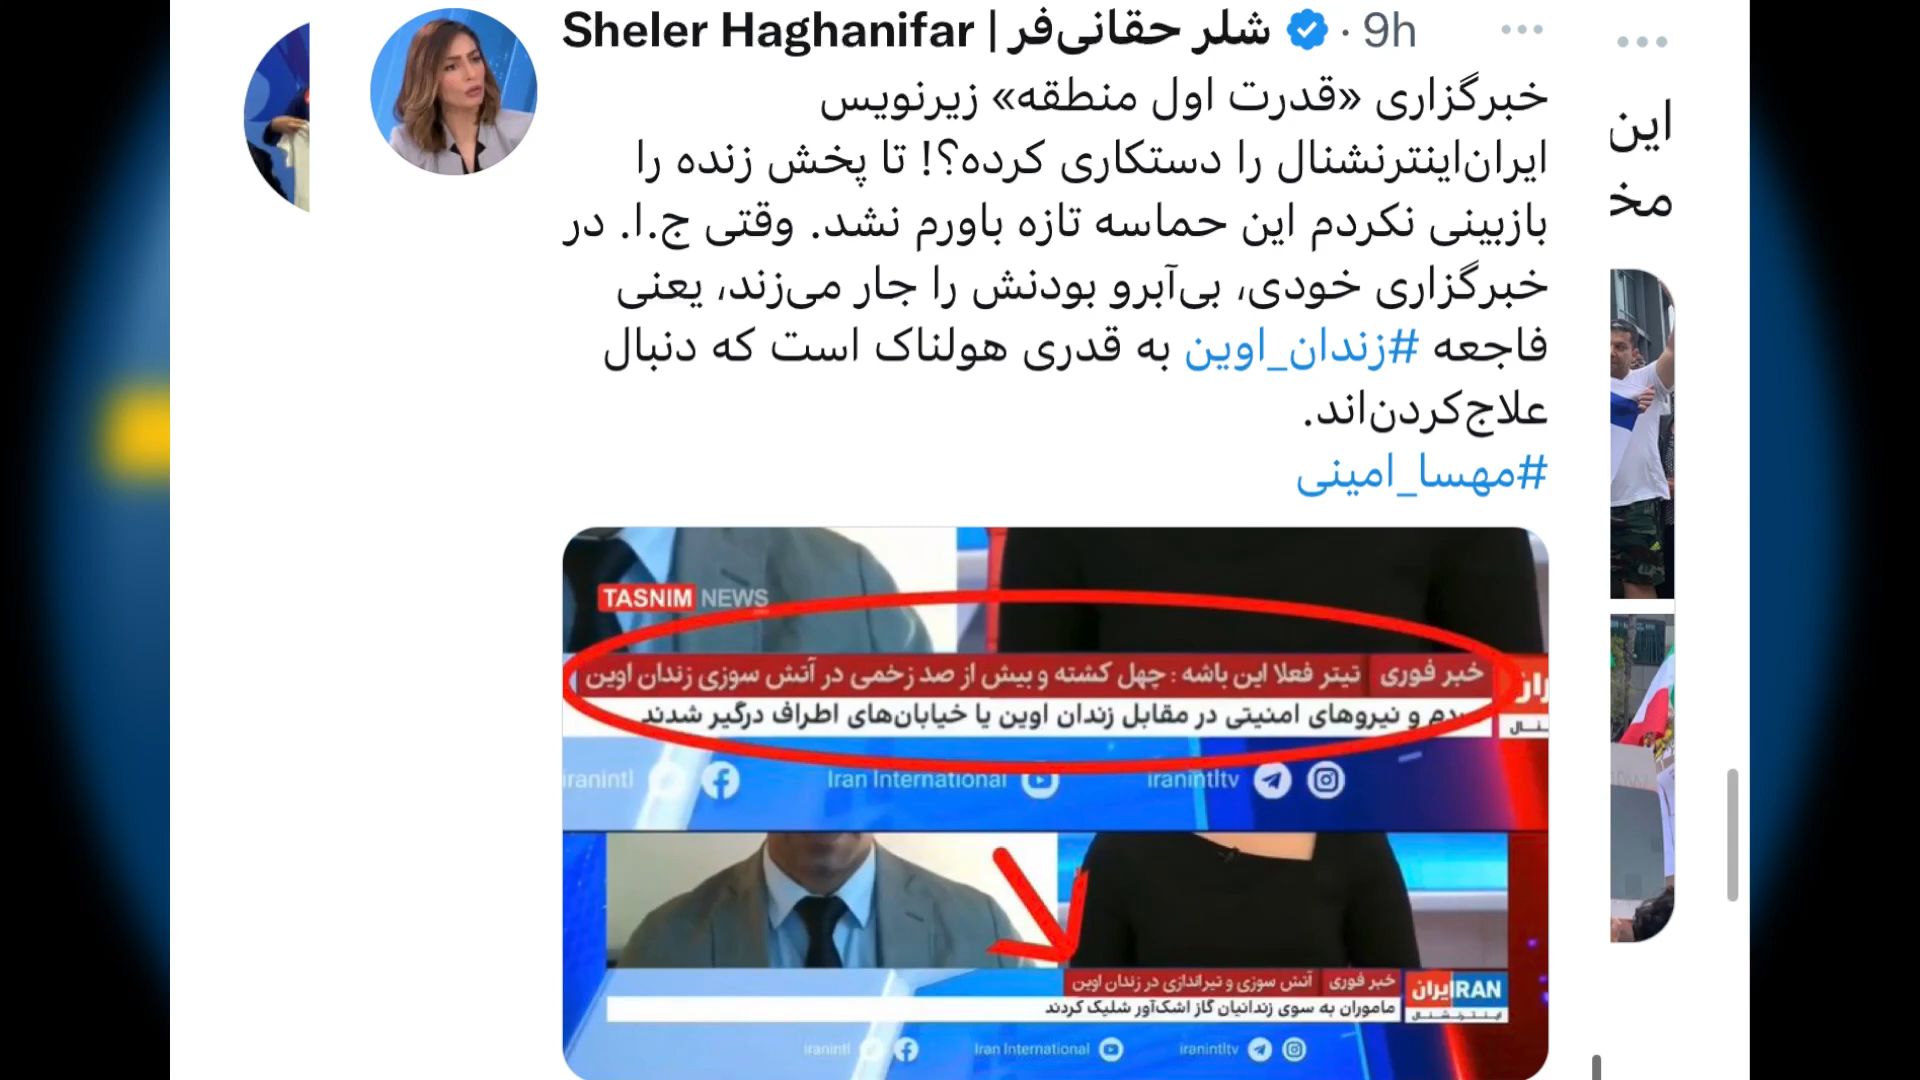 Sheler Haghanifar | شلر حقانی‌فر · 9h
خبرگزاری «قدرت اول منطقه» زیرنویس
ایران‌اینترنشنال را دستکاری کرده؟! تا پخش زنده را
بازبینی نکردم این حماسه تازه باورم نشد. وقتی ج.ا. در
خبرگزاری خودی، بی‌آبرو بودنش را جار می‌زند، یعنی
فاجعه #زندان_اوین به قدری هولناک است که دنبال
علاج‌کردن‌اند.
#مهسا_امینی
این
مخ
TASNIM NEWS
خبر فوری تیتر فعلا این باشه : چهل کشته و بیش از صد زخمی در آتش سوزی زندان اوین
مردم و نیروهای امنیتی در مقابل زندان اوین یا خیابان‌های اطراف درگیر شدند
iranintl Iran International iranintltv
خبر فوری آتش سوزی و تیراندازی در زندان اوین
ماموران به سوی زندانیان گاز اشک‌آور شلیک کردند
ایران IRAN
اینترنشنال
iranintl Iran International iranintltv